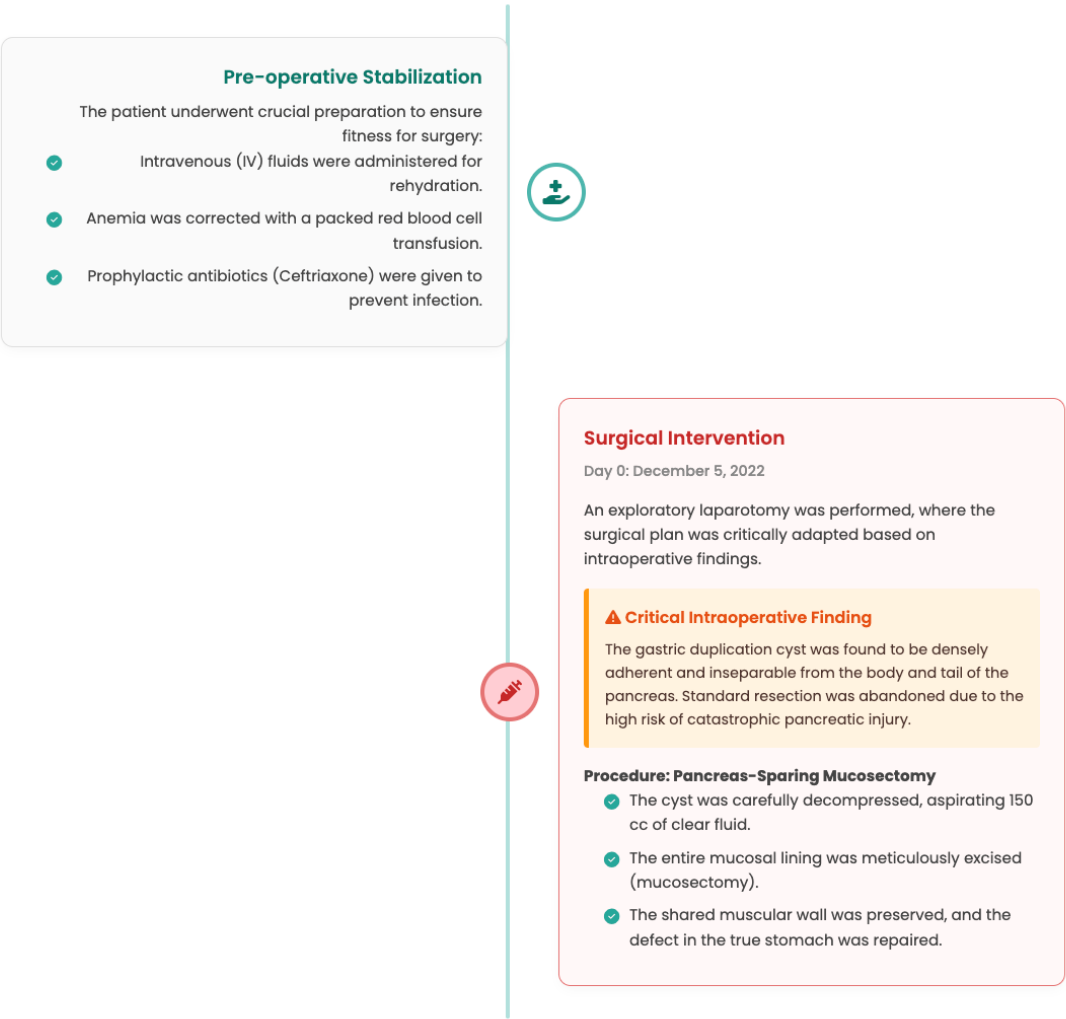 Pre-operative Stabilization
The patient underwent crucial preparation to ensure
fitness for surgery:
Intravenous (IV) fluids were administered for
rehydration.
Anemia was corrected with a packed red blood cell
transfusion.
Prophylactic antibiotics (Ceftriaxone) were given to
prevent infection.
Surgical Intervention
Day 0: December 5, 2022
An exploratory laparotomy was performed, where the
surgical plan was critically adapted based on
intraoperative findings.
Critical Intraoperative Finding
The gastric duplication cyst was found to be densely
adherent and inseparable from the body and tail of the
pancreas. Standard resection was abandoned due to the
high risk of catastrophic pancreatic injury.
Procedure: Pancreas-Sparing Mucosectomy
The cyst was carefully decompressed, aspirating 150
cc of clear fluid.
The entire mucosal lining was meticulously excised
(mucosectomy).
The shared muscular wall was preserved, and the
defect in the true stomach was repaired.